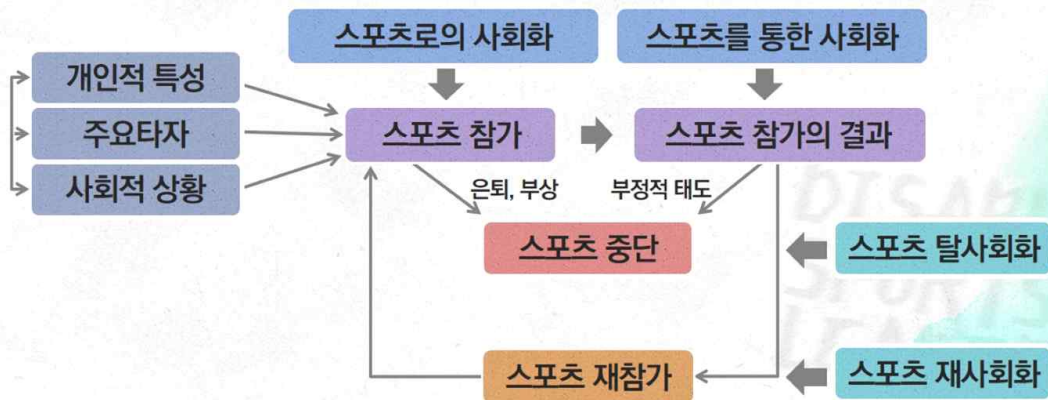 스포츠로의 사회화
스포츠를 통한 사회화
개인적 특성
주요타자
스포츠 참가
스포츠 참가의 결과
사회적 상황
은퇴, 부상
부정적 태도
스포츠 중단
스포츠 탈사회화
스포츠 재참가
스포츠 재사회화